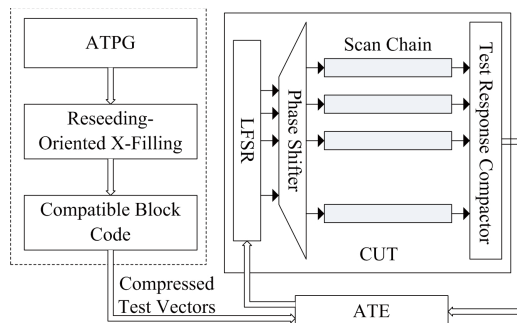 ATPG
Reseeding-
Oriented X-Filling
Compatible Block
Code
Compressed
Test Vectors
LFSR
Phase Shifter
Scan Chain
Test Response Compactor
CUT
ATE